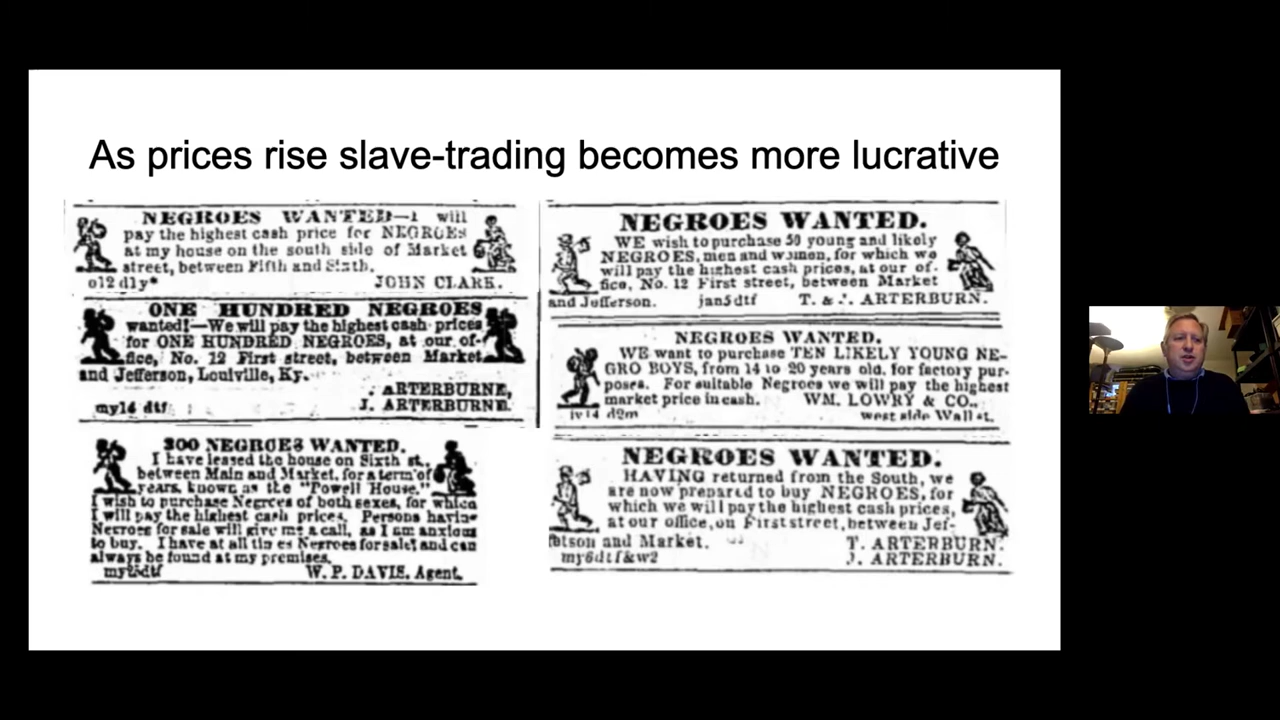 As prices rise slave-trading becomes more lucrative
NEGROES WANTED—I will
pay the highest cash price for NEGROES
at my house on the south side of Market
street, between Fifth and Sixth.
o12 d1y* JOHN CLARK.
ONE HUNDRED NEGROES
wanted!—We will pay the highest cash prices
for ONE HUNDRED NEGROES, at our of-
fice, No. 12 First street, between Market
and Jefferson, Louiville, Ky.
ARTERBURNE,
my14 dtf J. ARTERBURNE.
200 NEGROES WANTED.
I have leased the house on Sixth st.,
between Main and Market, for a term of
years, known as the "Powell House."
I wish to purchase Negroes of both sexes, for which
I will pay the highest cash prices. Persons having
Negroes for sale will give me a call, as I am anxious
to buy. I have at all times Negroes for sale and can
always be found at my premises.
W. P. DAVIS, Agent.
NEGROES WANTED.
WE wish to purchase 50 young and likely
NEGROES, men and women, for which we
will pay the highest cash prices, at our of-
fice, No. 12 First street, between Market
and Jefferson. jan5 dtf T. & J. ARTERBURN.
NEGROES WANTED.
WE want to purchase TEN LIKELY YOUNG NE-
GRO BOYS, from 14 to 20 years old, for factory pur-
poses. For suitable Negroes we will pay the highest
market price in cash. WM. LOWRY & CO.,
d2m west side Wall st.
NEGROES WANTED.
HAVING returned from the South, we
are now prepared to buy NEGROES, for
which we will pay the highest cash prices,
at our office, on First street, between Jef-
and Market. T. ARTERBURN.
my6dtf&w2 J. ARTERBURN.